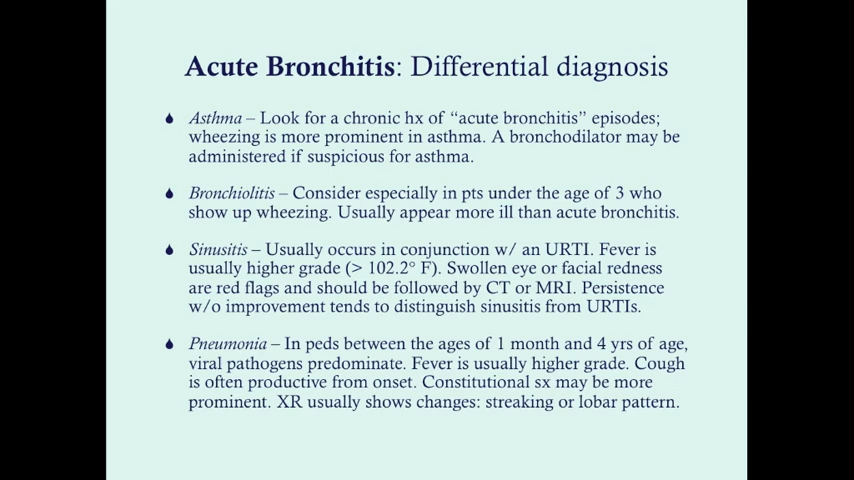 Acute Bronchitis: Differential diagnosis
Asthma – Look for a chronic hx of “acute bronchitis” episodes;
wheezing is more prominent in asthma. A bronchodilator may be
administered if suspicious for asthma.
Bronchiolitis – Consider especially in pts under the age of 3 who
show up wheezing. Usually appear more ill than acute bronchitis.
Sinusitis – Usually occurs in conjunction w/ an URTI. Fever is
usually higher grade (> 102.2° F). Swollen eye or facial redness
are red flags and should be followed by CT or MRI. Persistence
w/o improvement tends to distinguish sinusitis from URTIs.
Pneumonia – In peds between the ages of 1 month and 4 yrs of age,
viral pathogens predominate. Fever is usually higher grade. Cough
is often productive from onset. Constitutional sx may be more
prominent. XR usually shows changes: streaking or lobar pattern.